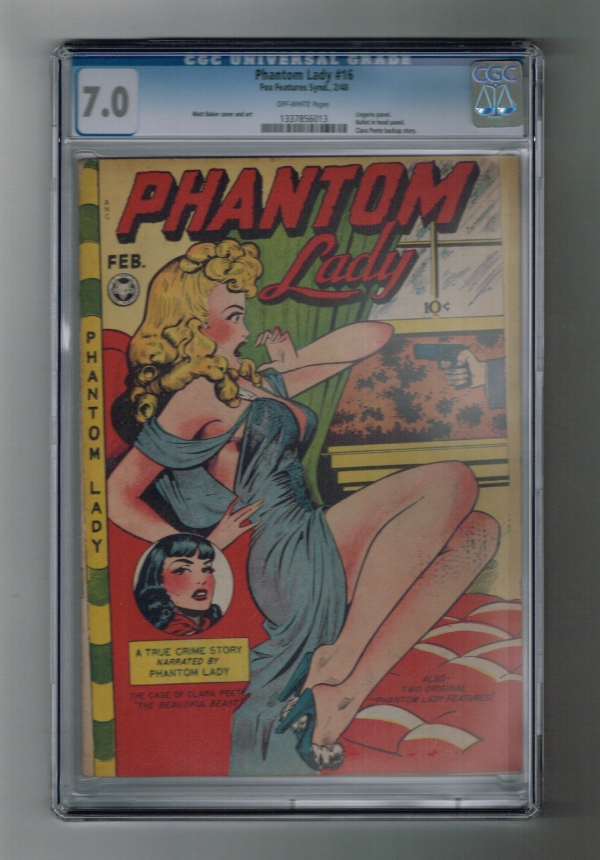 CGC UNIVERSAL GRADE
7.0
Phantom Lady #16
Fox Features Synd., 2/48
OFF-WHITE Pages
Matt Baker cover and art
1337856013
Lingerie panel.
Bullet in head panel.
Clara Peete backup story.
CGC
PHANTOM
Lady
ANC
FEB.
10¢
PHANTOM LADY
A TRUE CRIME STORY
NARRATED BY
PHANTOM LADY
THE CASE OF CLARA PEETE
"THE BEAUTIFUL BEAST"
ALSO-
TWO ORIGINAL
PHANTOM LADY FEATURES!